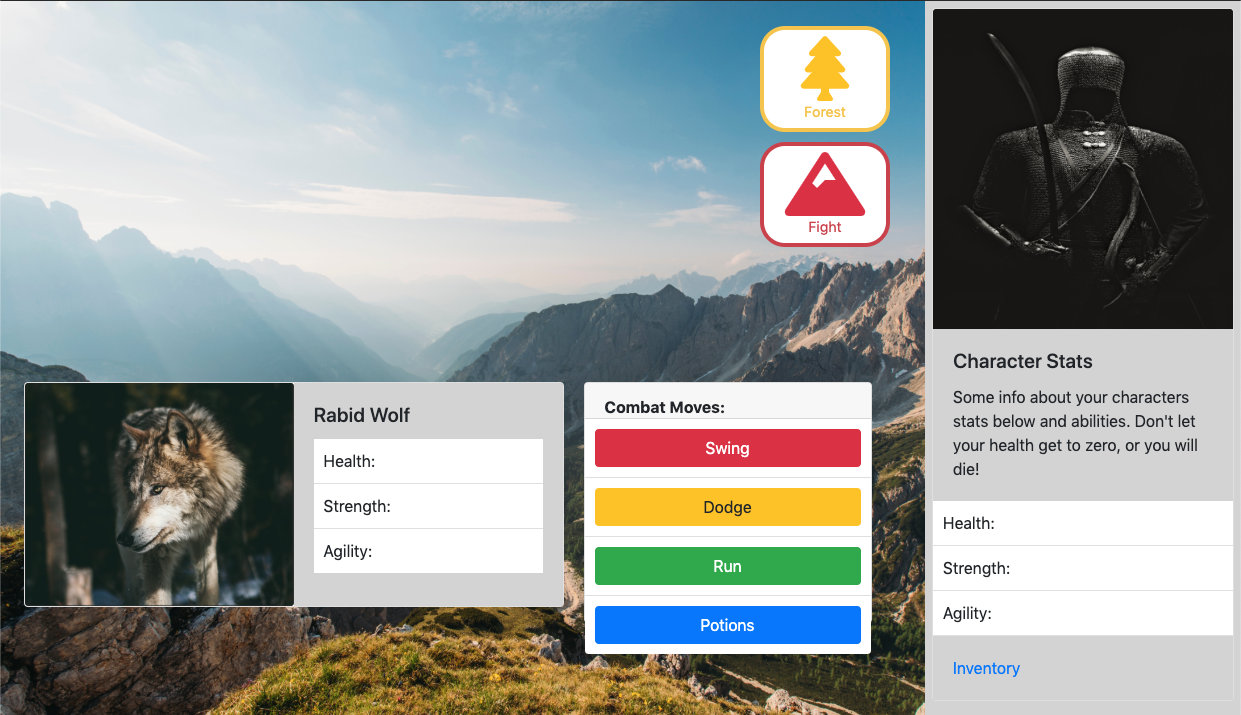 Forest
Fight
Rabid Wolf
Health:
Strength:
Agility:
Combat Moves:
Swing
Dodge
Run
Potions
Character Stats
Some info about your characters
stats below and abilities. Don't let
your health get to zero, or you will
die!
Health:
Strength:
Agility:
Inventory